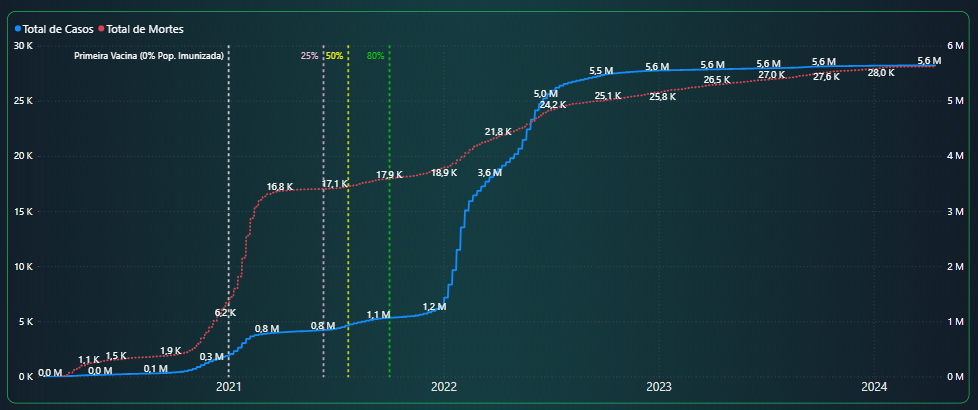 Total de Casos Total de Mortes
30 K
6 M
Primeira Vacina (0% Pop. Imunizada)
25%
50%
80%
25 K
5 M
20 K
4 M
15 K
3 M
10 K
2 M
5 K
1 M
0 K
0 M
0,0 M
0,0 M
0,1 M
0,3 M
0,8 M
0,8 M
1,1 M
1,2 M
3,6 M
5,0 M
5,5 M
5,6 M
5,6 M
5,6 M
5,6 M
5,6 M
1,1 K
1,5 K
1,9 K
6,2 K
16,8 K
17,1 K
17,9 K
18,9 K
21,8 K
24,2 K
25,1 K
25,8 K
26,5 K
27,0 K
27,6 K
28,0 K
2021
2022
2023
2024